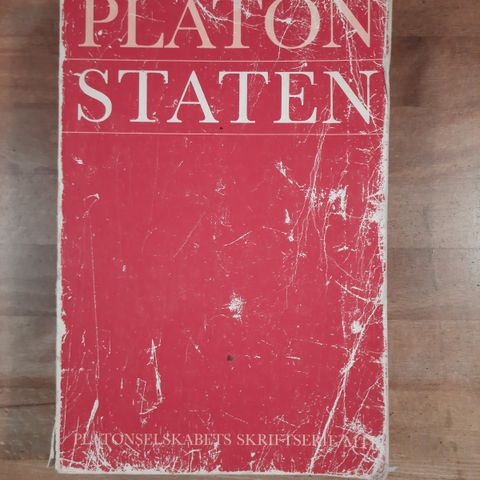 PLATON
STATEN
PLATONSELSKABETS SKRIFTSERIE